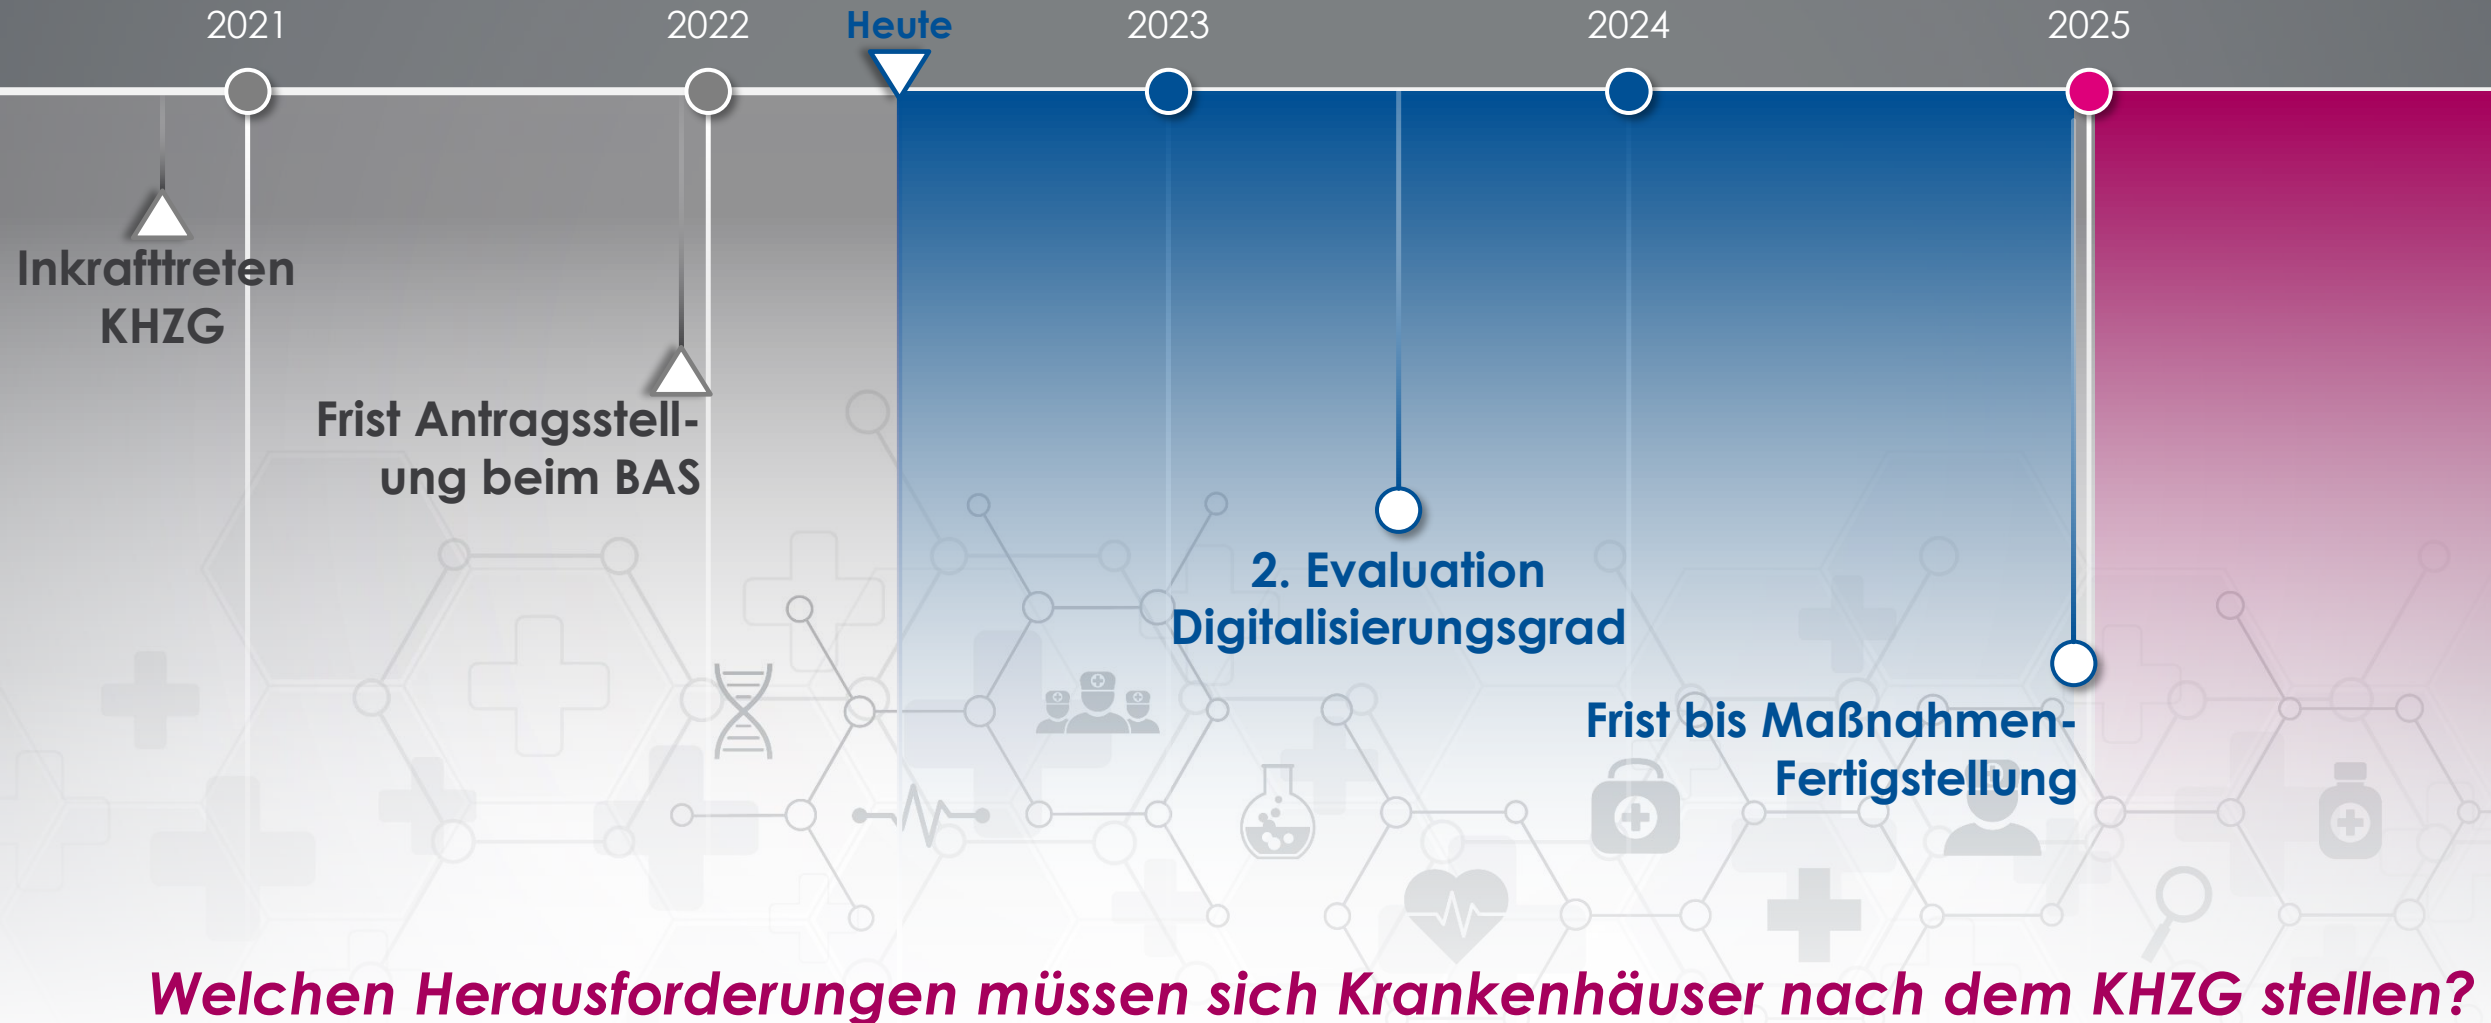 2021
2022
Heute
2023
2024
2025
Inkrafttreten
KHZG
Frist Antragsstell-
ung beim BAS
2. Evaluation
Digitalisierungsgrad
Frist bis Maßnahmen-
Fertigstellung
Welchen Herausforderungen müssen sich Krankenhäuser nach dem KHZG stellen?